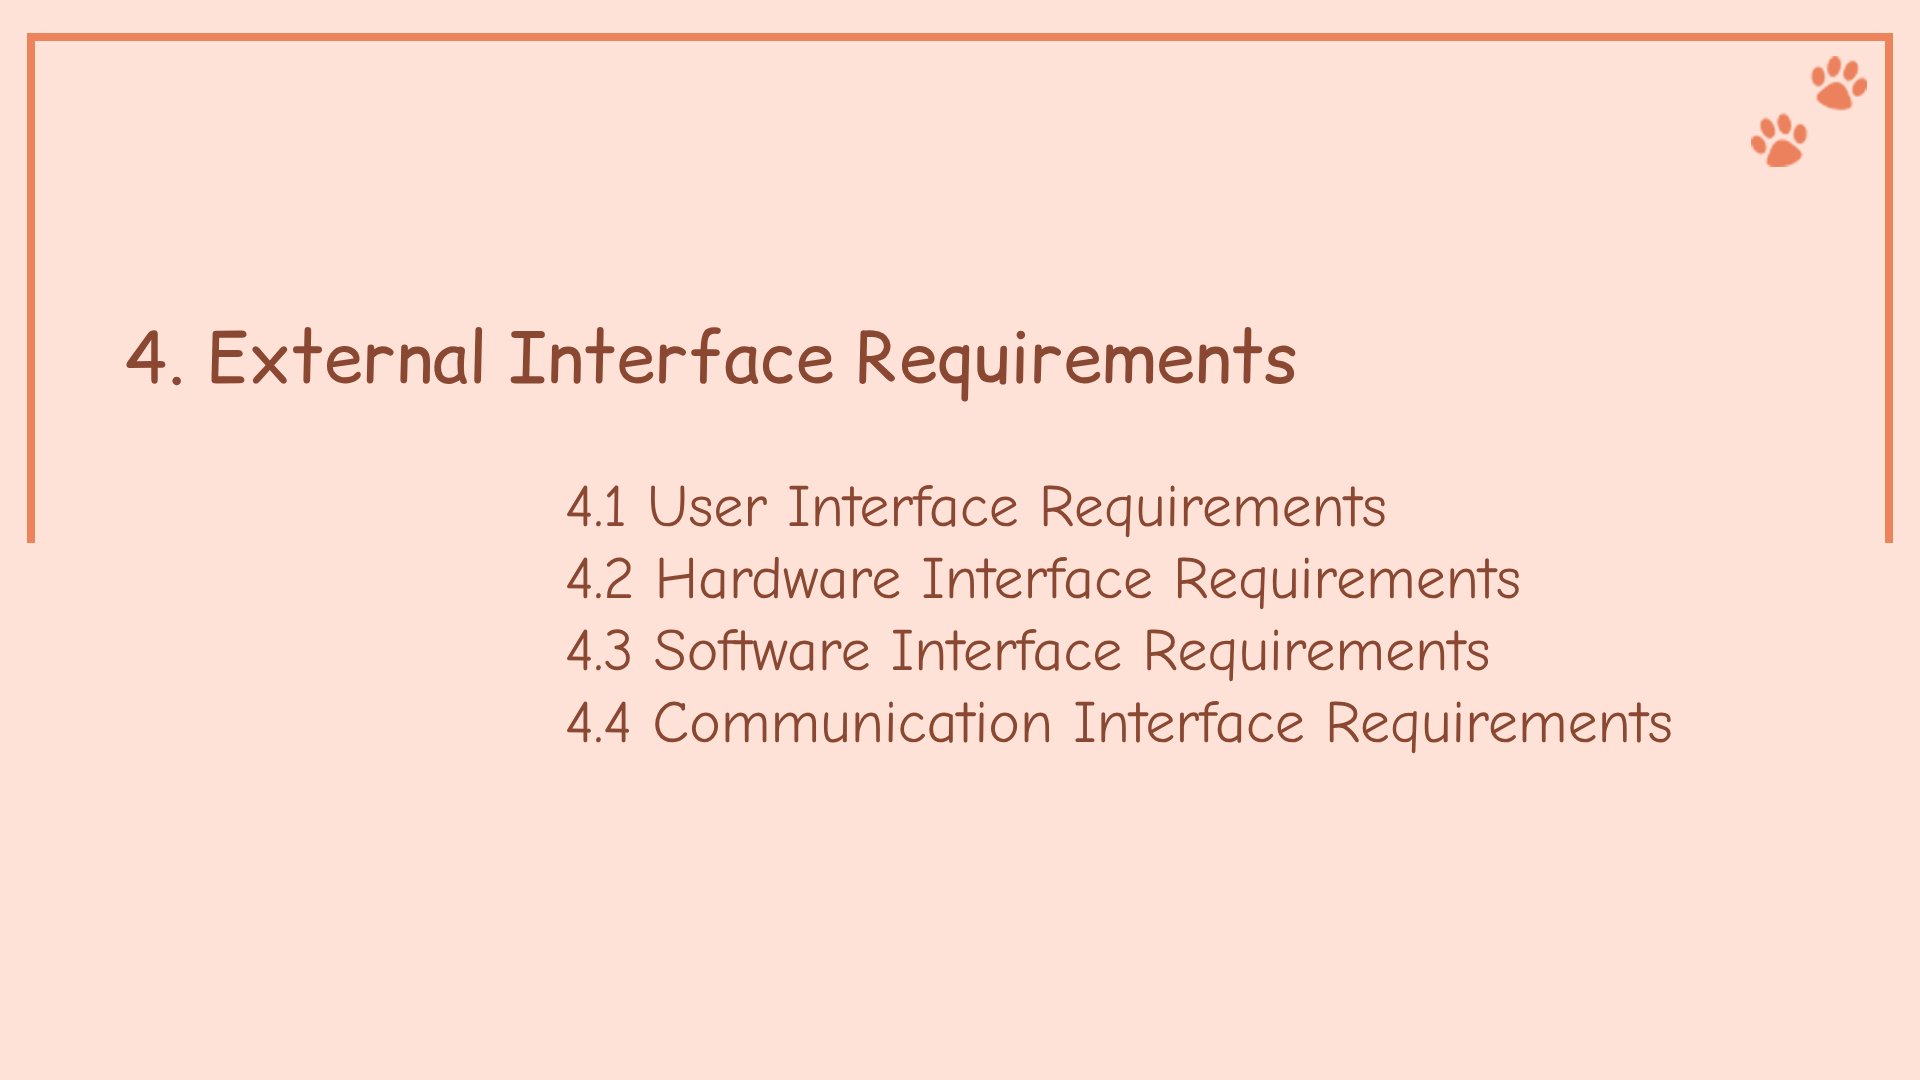 4. External Interface Requirements
4.1 User Interface Requirements
4.2 Hardware Interface Requirements
4.3 Software Interface Requirements
4.4 Communication Interface Requirements